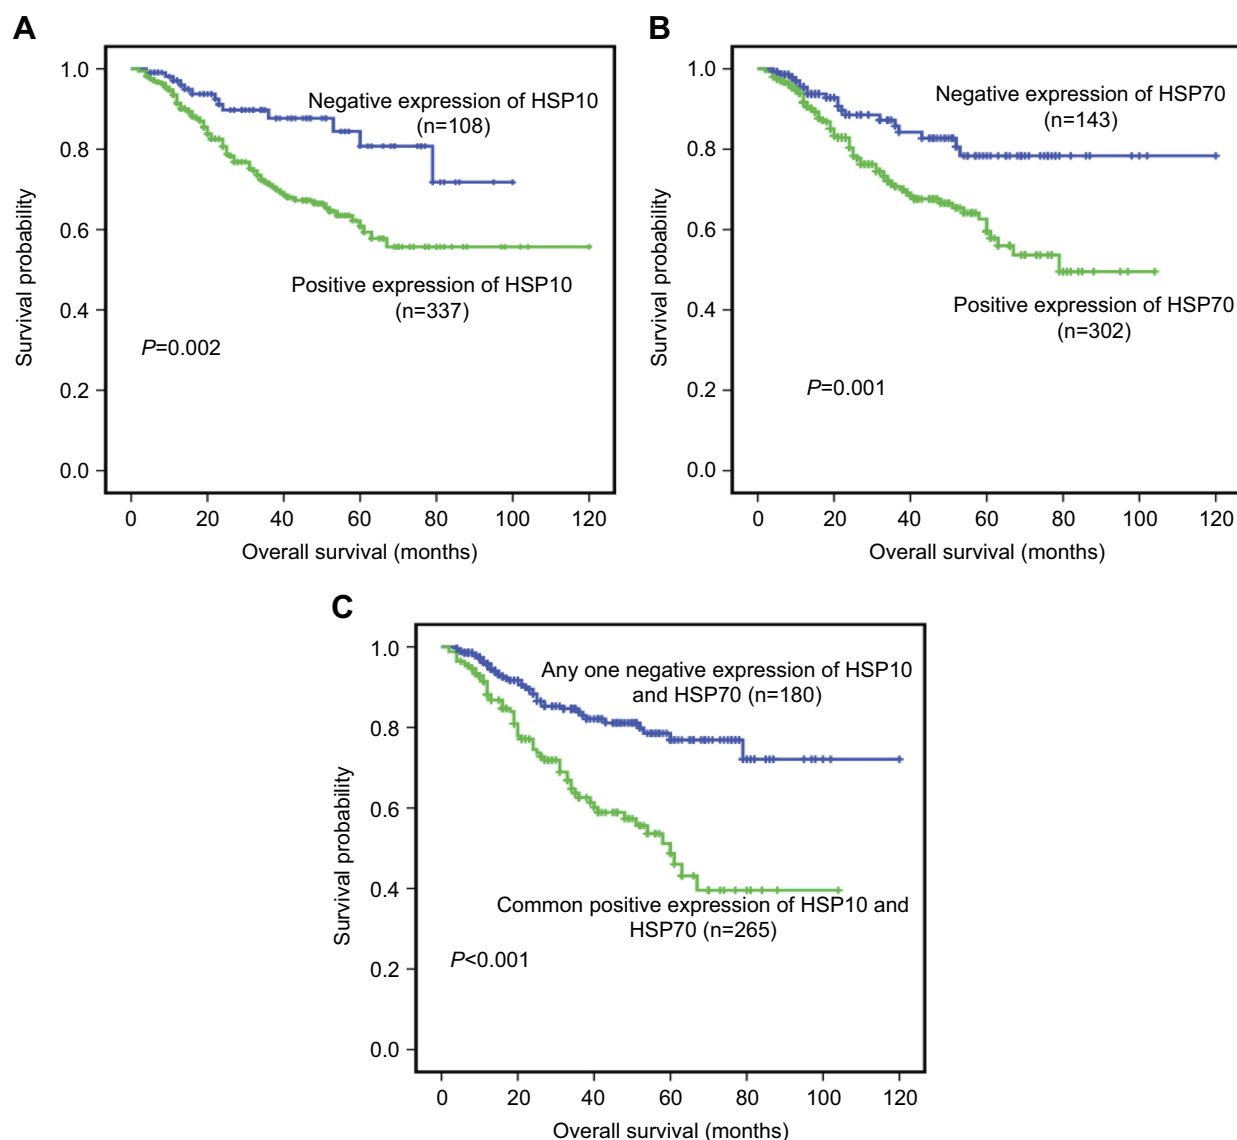 A
1.0
0.8
0.6
0.4
0.2
0.0
Survival probability
Negative expression of HSP10
(n=108)
Positive expression of HSP10
(n=337)
P=0.002
0 20 40 60 80 100 120
Overall survival (months)
B
1.0
0.8
0.6
0.4
0.2
0.0
Survival probability
Negative expression of HSP70
(n=143)
Positive expression of HSP70
(n=302)
P=0.001
0 20 40 60 80 100 120
Overall survival (months)
C
1.0
0.8
0.6
0.4
0.2
0.0
Survival probability
Any one negative expression of HSP10
and HSP70 (n=180)
Common positive expression of HSP10 and
HSP70 (n=265)
P<0.001
0 20 40 60 80 100 120
Overall survival (months)